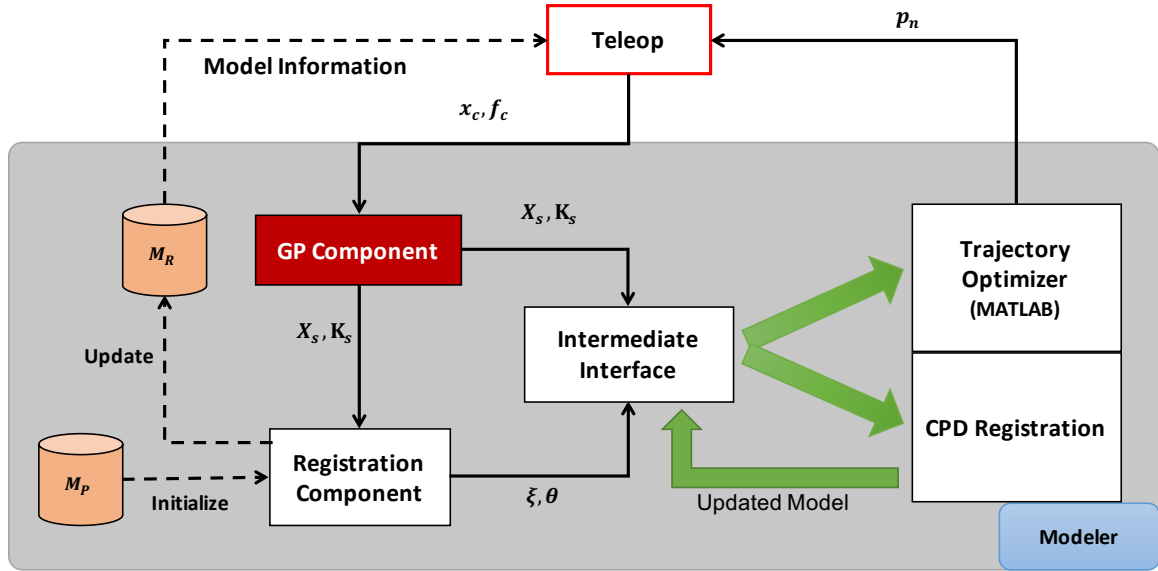 p_n
Teleop
Model Information
x_c, f_c
M_R
GP Component
X_s, K_s
Trajectory
Optimizer
(MATLAB)
X_s, K_s
Intermediate
Interface
Update
CPD Registration
Registration
Component
M_P
Initialize
ξ, θ
Updated Model
Modeler